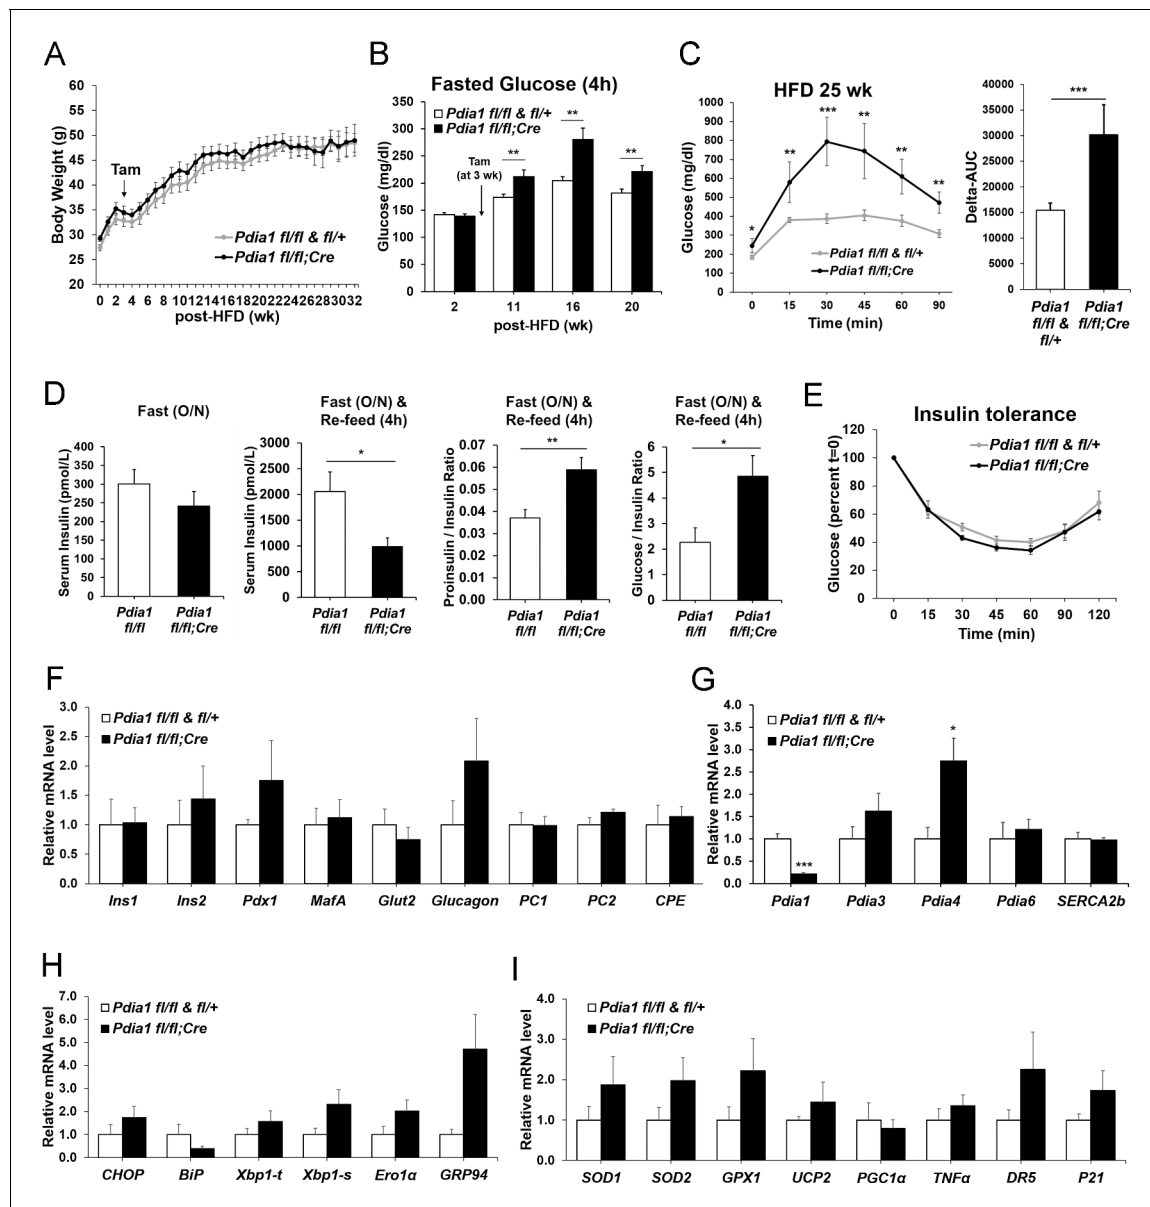 A
60
55
50
45
40
35
30
25
20
Body Weight (g)
Tam
Pdia1 fl/fl & fl/+
Pdia1 fl/fl;Cre
0 2 4 6 8 10 12 14 16 18 20 22 24 26 28 30 32
post-HFD (wk)
B
Fasted Glucose (4h)
350
300
250
200
150
100
50
0
Glucose (mg/dl)
Pdia1 fl/fl & fl/+
Pdia1 fl/fl;Cre
Tam
(at 3 wk)
** ** **
2 11 16 20
post-HFD (wk)
C
HFD 25 wk
900
800
700
600
500
400
300
200
100
0
Glucose (mg/dl)
* ** *** ** ** **
Pdia1 fl/fl & fl/+
Pdia1 fl/fl;Cre
0 15 30 45 60 90
Time (min)
40000
35000
30000
25000
20000
15000
10000
5000
0
Delta-AUC
***
Pdia1
fl/fl &
fl/+
Pdia1
fl/fl;Cre
D
Fast (O/N)
400
350
300
250
200
150
100
50
0
Serum Insulin (pmol/L)
Pdia1
fl/fl
Pdia1
fl/fl;Cre
Fast (O/N) &
Re-feed (4h)
3000
2500
2000
1500
1000
500
0
Serum Insulin (pmol/L)
*
Pdia1
fl/fl
Pdia1
fl/fl;Cre
Fast (O/N) &
Re-feed (4h)
0.07
0.06
0.05
0.04
0.03
0.02
0.01
0.00
Proinsulin / Insulin Ratio
**
Pdia1
fl/fl
Pdia1
fl/fl;Cre
Fast (O/N) &
Re-feed (4h)
6
5
4
3
2
1
0
Glucose / Insulin Ratio
*
Pdia1
fl/fl
Pdia1
fl/fl;Cre
E
Insulin tolerance
120
100
80
60
40
20
0
Glucose (percent t=0)
Pdia1 fl/fl & fl/+
Pdia1 fl/fl;Cre
0 15 30 45 60 90 120
Time (min)
F
3.0
2.5
2.0
1.5
1.0
0.5
0.0
Relative mRNA level
Pdia1 fl/fl & fl/+
Pdia1 fl/fl;Cre
Ins1 Ins2 Pdx1 MafA Glut2 Glucagon PC1 PC2 CPE
G
4.0
3.5
3.0
2.5
2.0
1.5
1.0
0.5
0.0
Relative mRNA level
Pdia1 fl/fl & fl/+
Pdia1 fl/fl;Cre
*** *
Pdia1 Pdia3 Pdia4 Pdia6 SERCA2b
H
7.0
6.0
5.0
4.0
3.0
2.0
1.0
0.0
Relative mRNA level
Pdia1 fl/fl & fl/+
Pdia1 fl/fl;Cre
CHOP BiP Xbp1-t Xbp1-s Ero1α GRP94
I
4.0
3.0
2.0
1.0
0.0
Relative mRNA level
Pdia1 fl/fl & fl/+
Pdia1 fl/fl;Cre
SOD1 SOD2 GPX1 UCP2 PGC1α TNFα DR5 P21